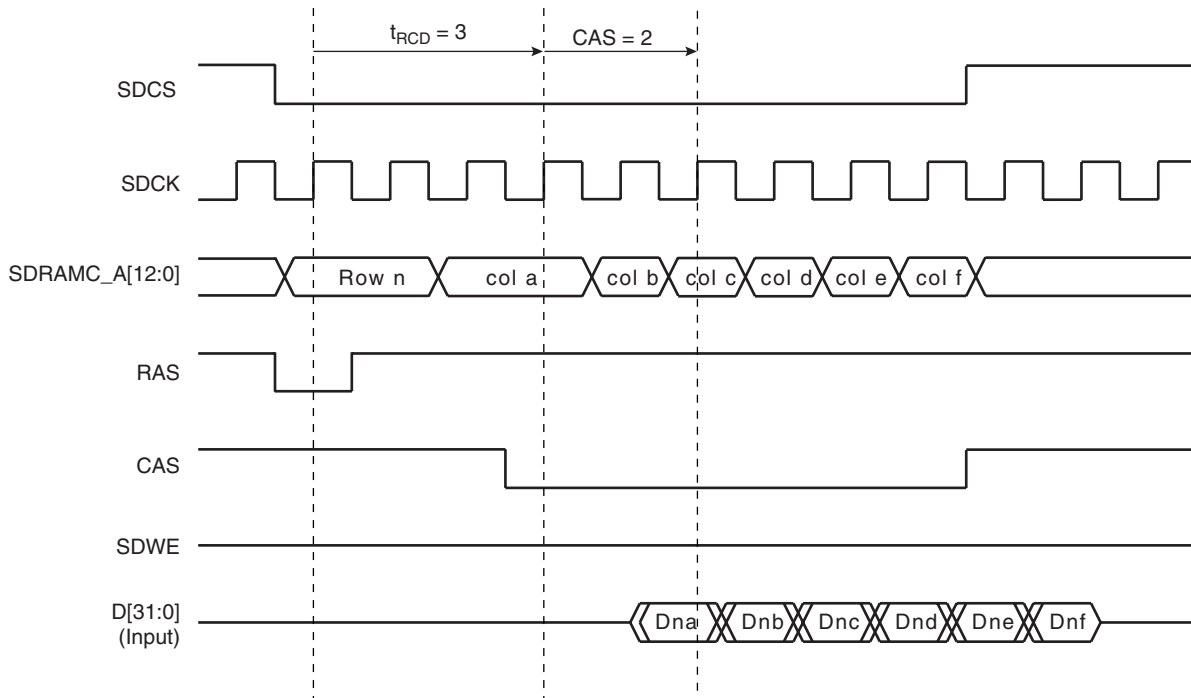 tRCD = 3 CAS = 2
SDCS
SDCK
SDRAMC_A[12:0] Row n col a col b col c col d col e col f
RAS
CAS
SDWE
D[31:0]
(Input)
Dna Dnb Dnc Dnd Dne Dnf